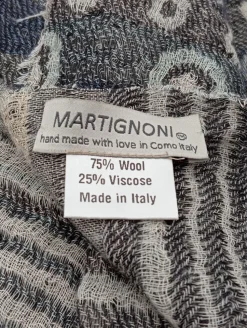 MARTIGNONI
hand made with love in Como Italy
75% Wool
25% Viscose
Made in Italy